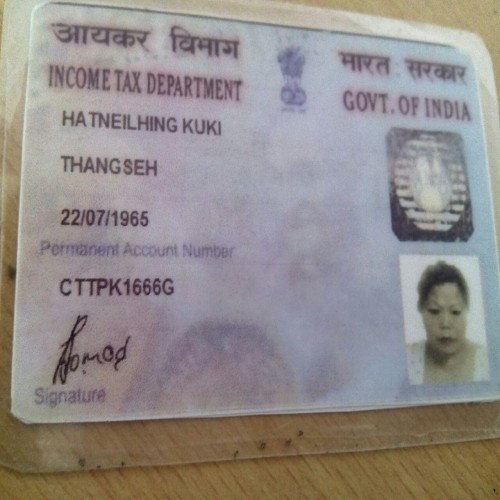 आयकर विभाग
भारत सरकार
INCOME TAX DEPARTMENT
GOVT. OF INDIA
HATNEILHING KUKI
THANGSEH
22/07/1965
Permanent Account Number
CTTPK1666G
Signature